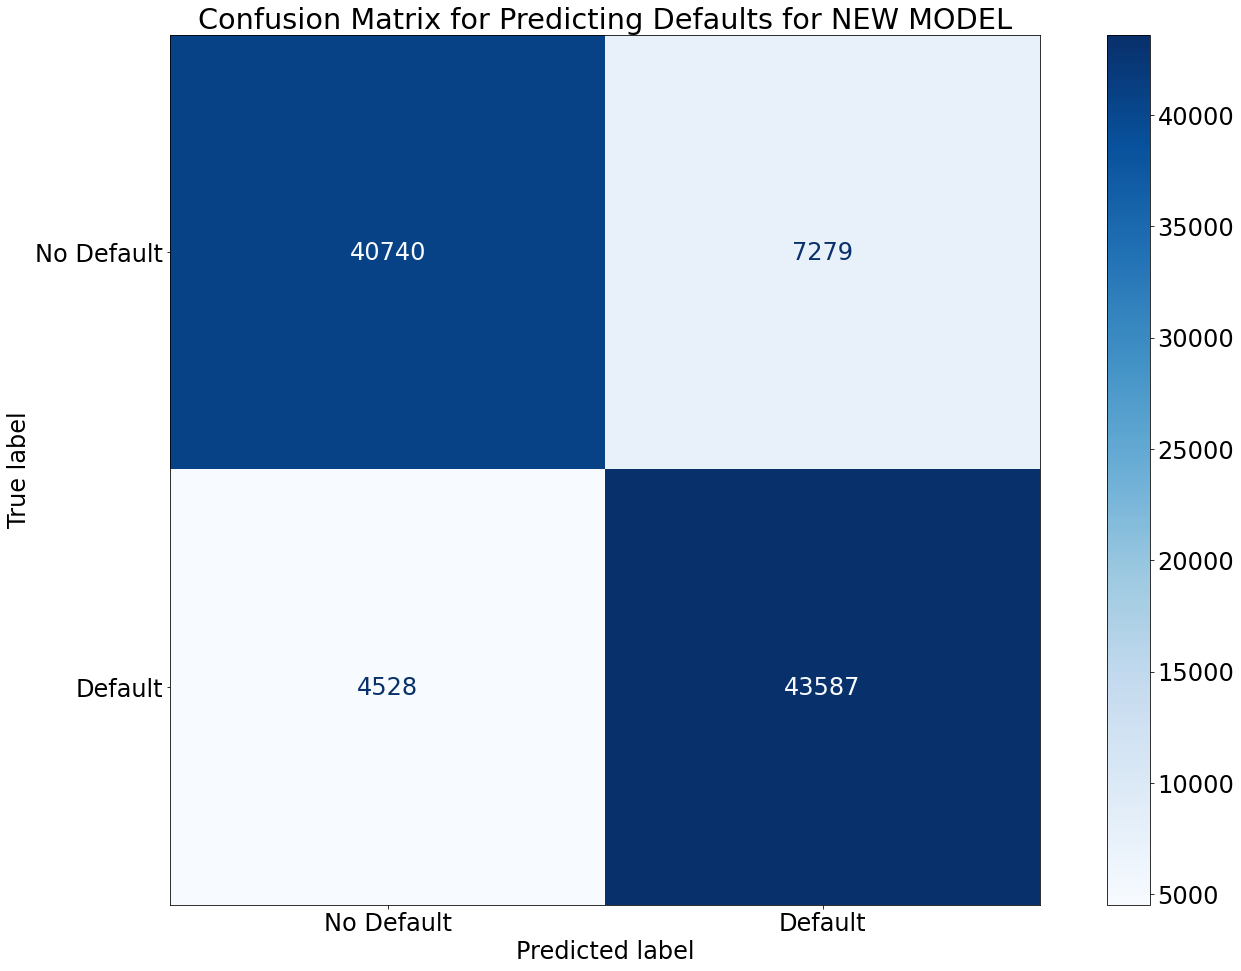 Confusion Matrix for Predicting Defaults for NEW MODEL
True label
No Default
Default
40740
7279
4528
43587
No Default
Default
Predicted label
40000
35000
30000
25000
20000
15000
10000
5000